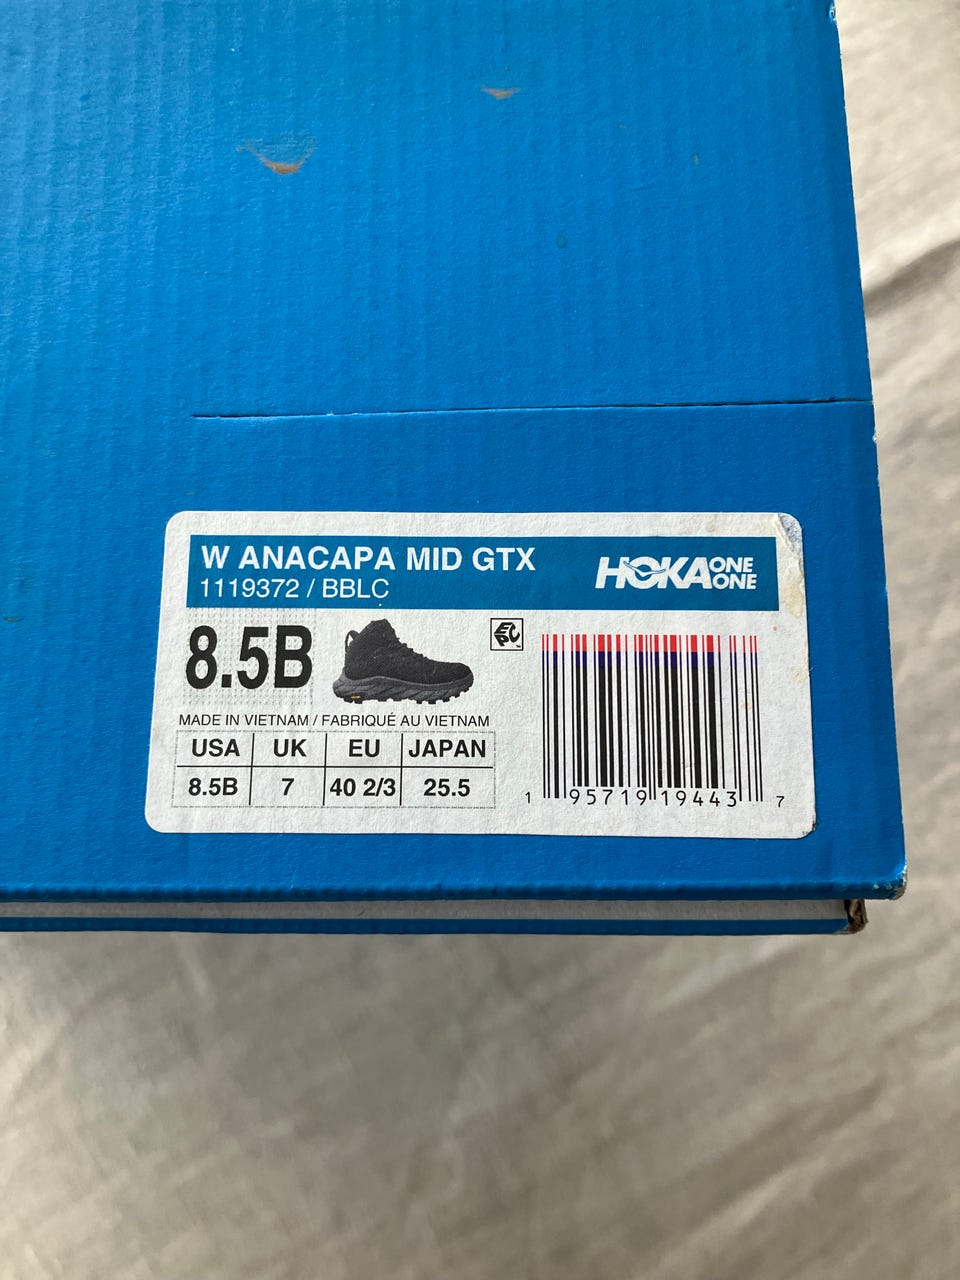 W ANACAPA MID GTX
1119372 / BBLC
HOKA ONE ONE
8.5B
EPC
MADE IN VIETNAM / FABRIQUÉ AU VIETNAM
USA UK EU JAPAN
8.5B 7 40 2/3 25.5
1 95719 19443 7